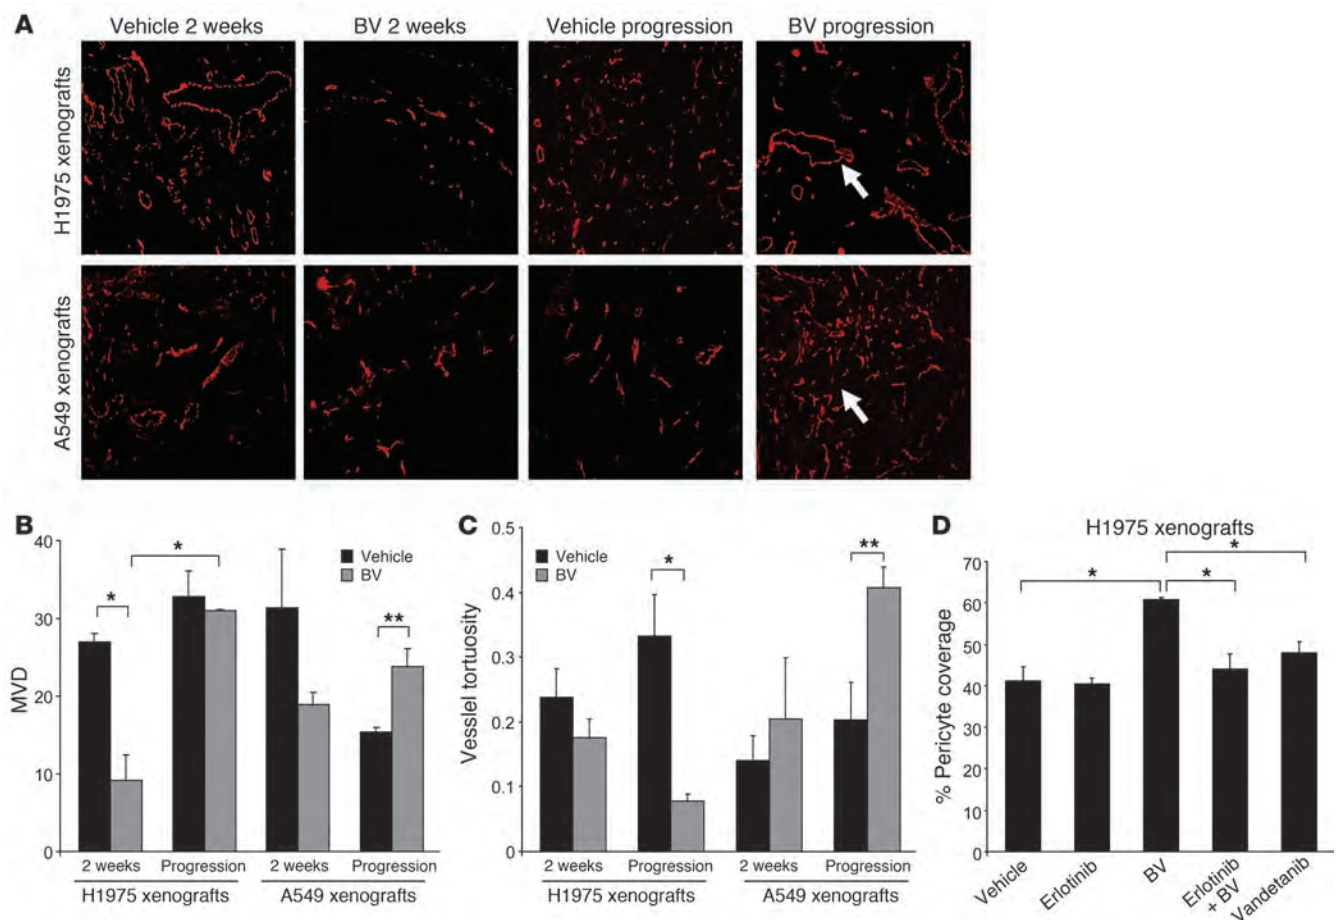 A
Vehicle 2 weeks
BV 2 weeks
Vehicle progression
BV progression
H1975 xenografts
A549 xenografts
B
MVD
40
30
20
10
0
*
*
**
Vehicle
BV
2 weeks
Progression
2 weeks
Progression
H1975 xenografts
A549 xenografts
C
Vesslel tortuosity
0.5
0.4
0.3
0.2
0.1
0
*
**
Vehicle
BV
2 weeks
Progression
2 weeks
Progression
H1975 xenografts
A549 xenografts
D
H1975 xenografts
% Pericyte coverage
70
60
50
40
30
20
10
0
*
*
*
Vehicle
Erlotinib
BV
Erlotinib
+ BV
Vandetanib